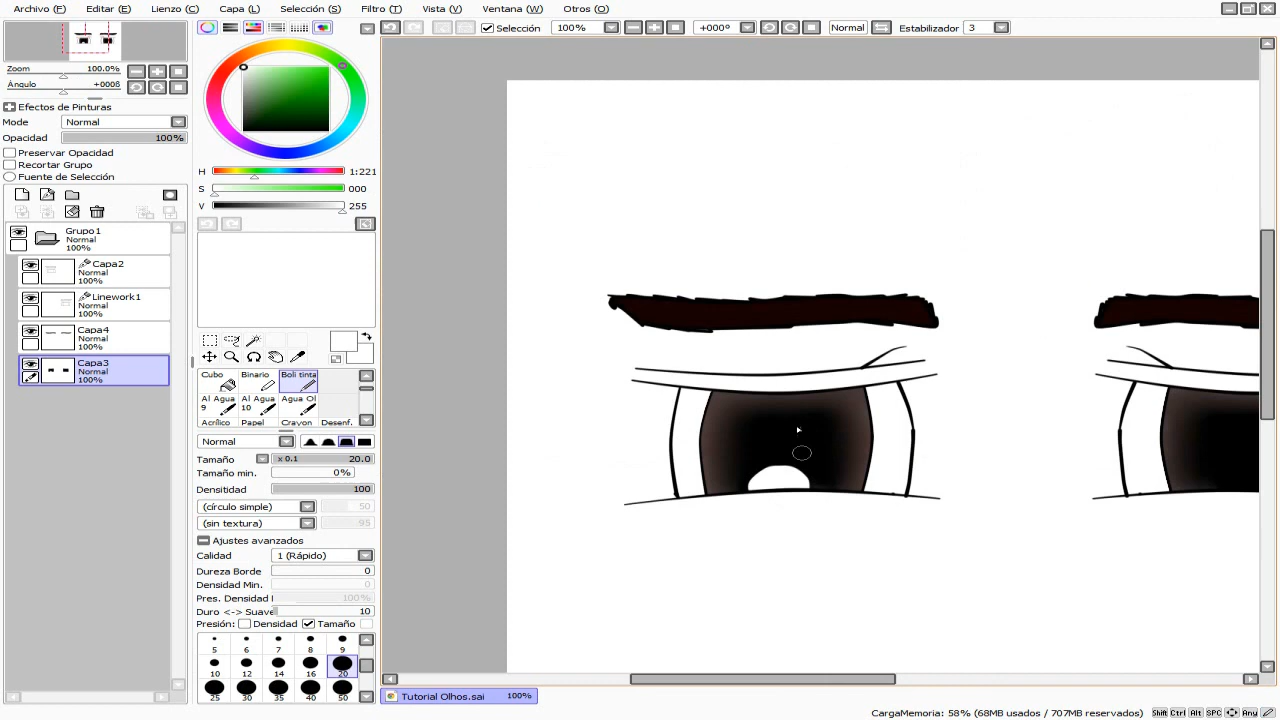 Archivo (F) Editar (E) Lienzo (C) Capa (L) Selección (S) Filtro (T) Vista (V) Ventana (W) Otros (O)
Selección 100% +000º Normal Estabilizador 3
Zoom 100.0%
Ángulo +000ß
Efectos de Pinturas
Mode Normal
Opacidad 100%
Preservar Opacidad
Recortar Grupo
Fuente de Selección
Grupo1
Normal
100%
Capa2
Normal
100%
Linework1
Normal
100%
Capa4
Normal
100%
Capa3
Normal
100%
H 1:221
S 000
V 255
Cubo Binario Boli tinta
Al Agua 9 Al Agua 10 Agua Ol
Acrílico Papel Crayon Desenf.
Normal
Tamaño x 0.1 20.0
Tamaño min. 0%
Densitidad 100
(círculo simple) 50
(sin textura) 95
Ajustes avanzados
Calidad 1 (Rápido)
Dureza Borde 0
Densidad Min. 0
Pres. Densidad 100%
Duro <-> Suave 10
Presión: Densidad Tamaño
5 6 7 8 9
10 12 14 16 20
25 30 35 40 50
Tutorial Olhos.sai 100%
CargaMemoria: 58% (68MB usados / 707MB reservados) Shift Ctrl Alt SPC Any